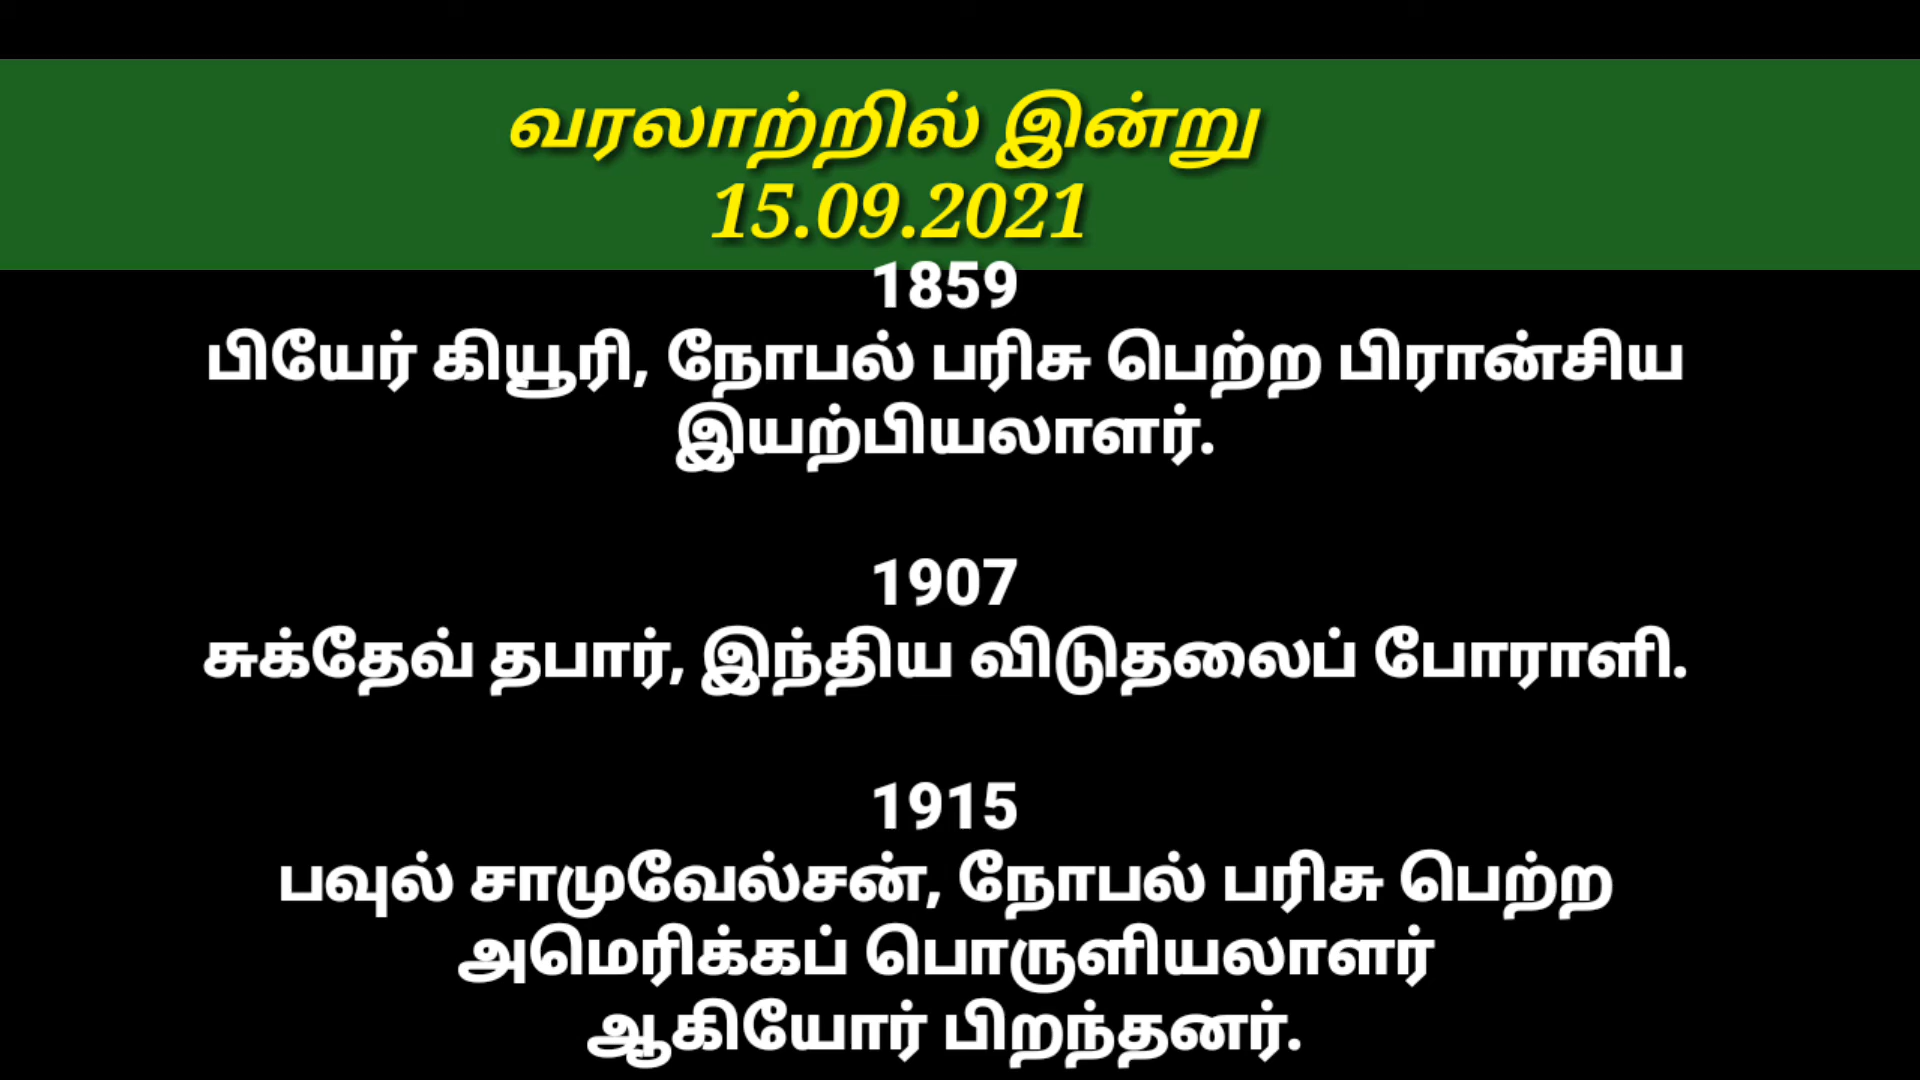 வரலாற்றில் இன்று
15.09.2021
1859
பியேர் கியூரி, நோபல் பரிசு பெற்ற பிரான்சிய
இயற்பியலாளர்.
1907
சுக்தேவ் தபார், இந்திய விடுதலைப் போராளி.
1915
பவுல் சாமுவேல்சன், நோபல் பரிசு பெற்ற
அமெரிக்கப் பொருளியலாளர்
ஆகியோர் பிறந்தனர்.